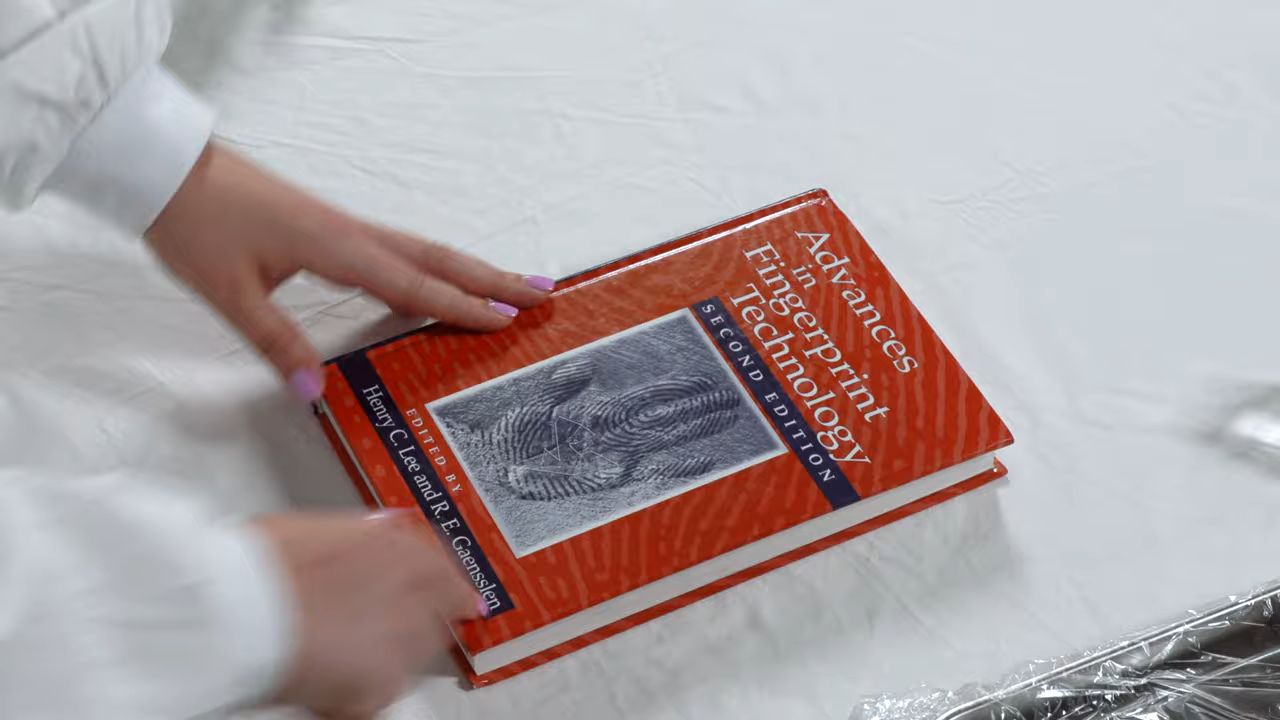 Advances
in
Fingerprint
Technology
SECOND EDITION
EDITED BY
Henry C. Lee and R. E. Gaensslen